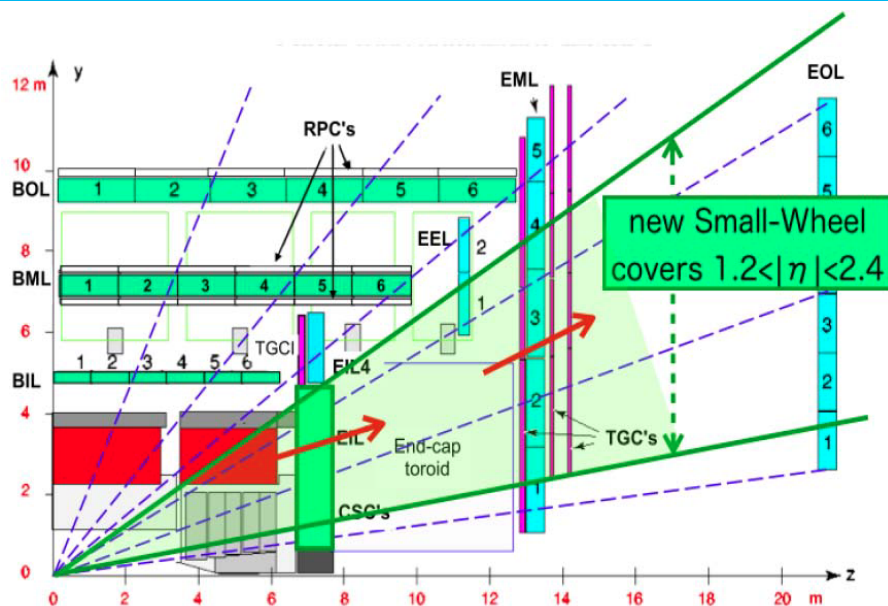 12 m
y
EML
EOL
RPC's
10
BOL
1 2 3 4 5 6
8
EEL
2
1
BML
1 2 3 4 5 6
6
TGCI
EIL4
BIL
1 2 3 4 5 6
4
EIL
End-cap
toroid
2
CSC's
0
5
4
3
2
1
TGC's
6
5
new Small-Wheel
covers 1.2<|η|<2.4
3
2
1
0 2 4 6 8 10 12 14 16 18 20 m
z